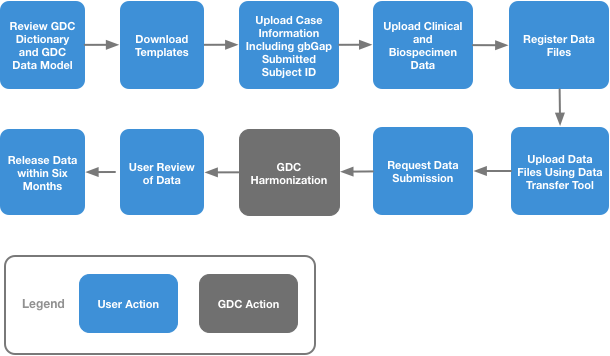 Review GDC
Dictionary
and GDC
Data Model
Download
Templates
Upload Case
Information
Including gbGap
Submitted
Subject ID
Upload Clinical
and
Biospecimen
Data
Register Data
Files
Release Data
within Six
Months
User Review
of Data
GDC
Harmonization
Request Data
Submission
Upload Data
Files Using Data
Transfer Tool
Legend
User Action
GDC Action